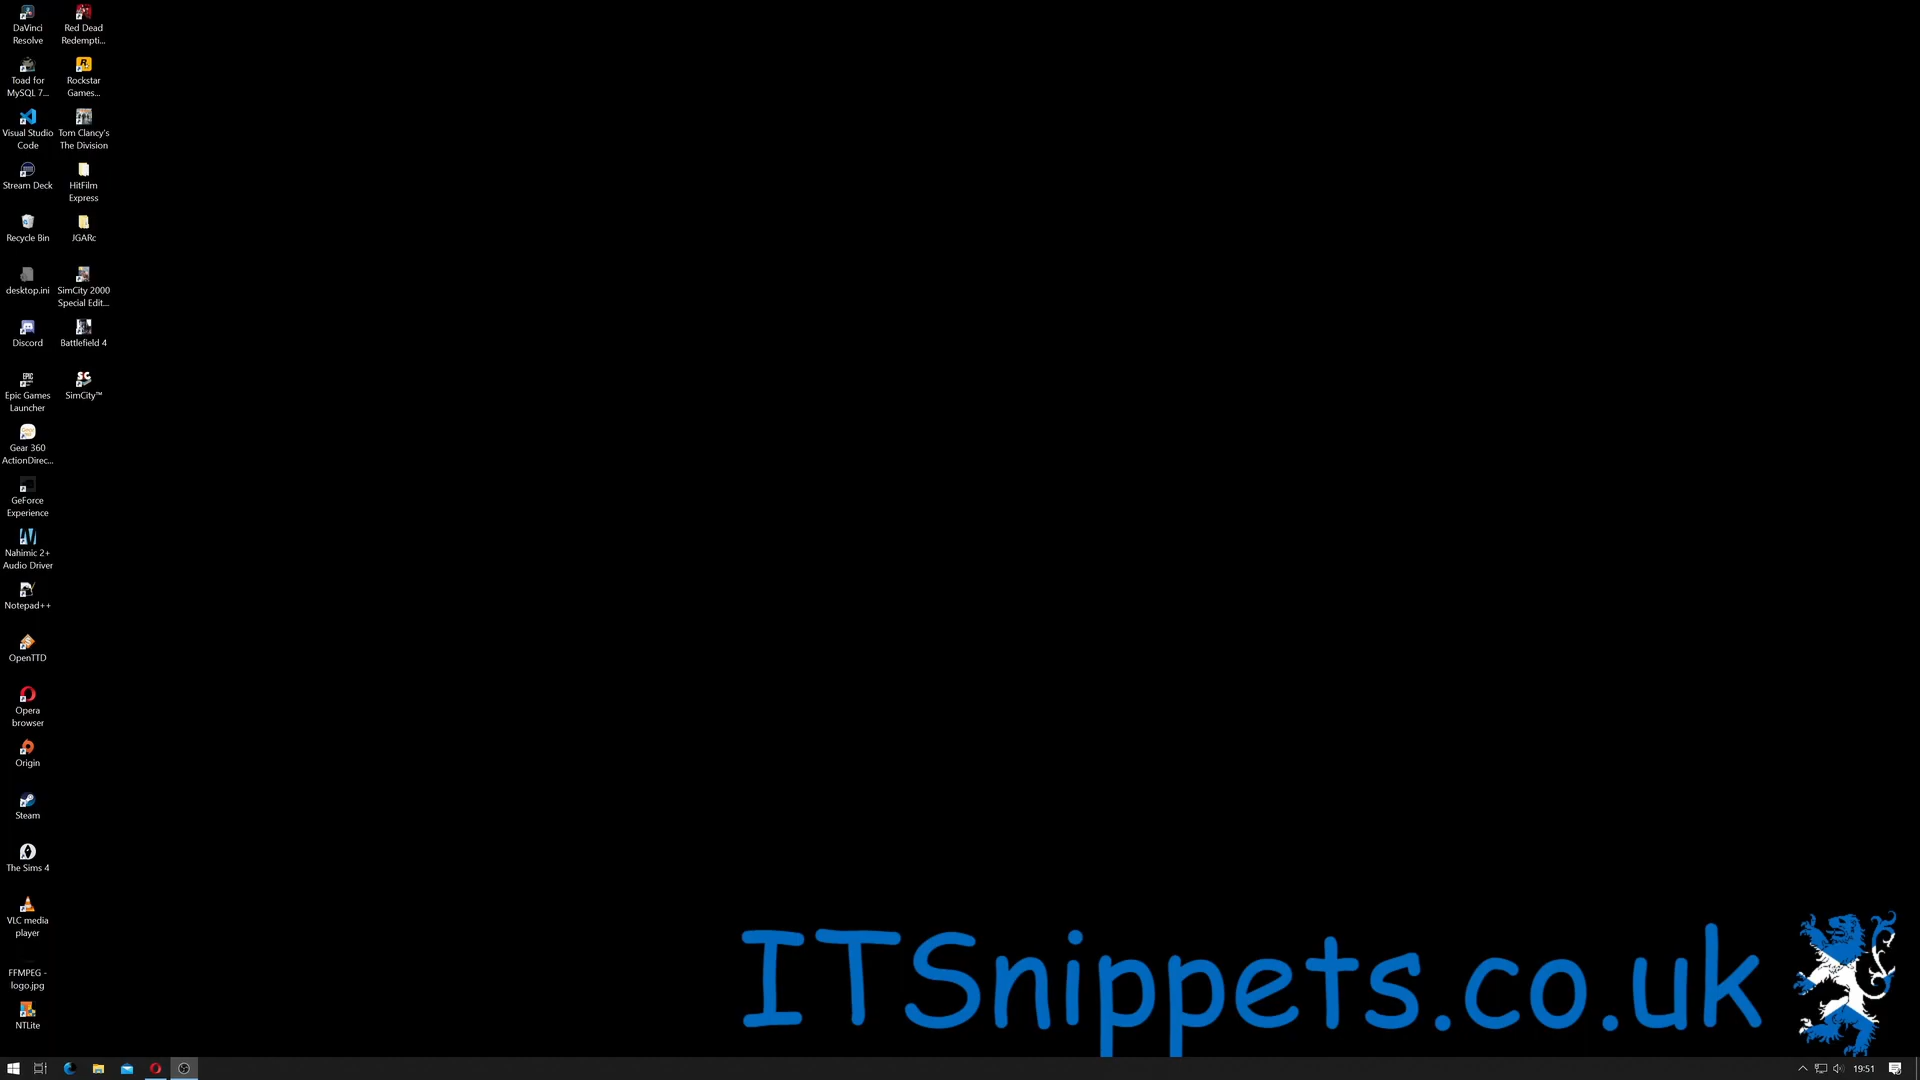 DaVinci
Resolve
Red Dead
Redempti...
Toad for
MySQL 7...
Rockstar
Games...
Visual Studio
Code
Tom Clancy's
The Division
Stream Deck
HitFilm
Express
Recycle Bin
JGARc
desktop.ini
SimCity 2000
Special Edit...
Discord
Battlefield 4
EPIC
Epic Games
Launcher
SC
SimCity™
Gear 360
ActionDirec...
GeForce
Experience
Nahimic 2+
Audio Driver
Notepad++
OpenTTD
Opera
browser
Origin
Steam
The Sims 4
VLC media
player
FFMPEG -
logo.jpg
NTLite
ITSnippets.co.uk
19:51